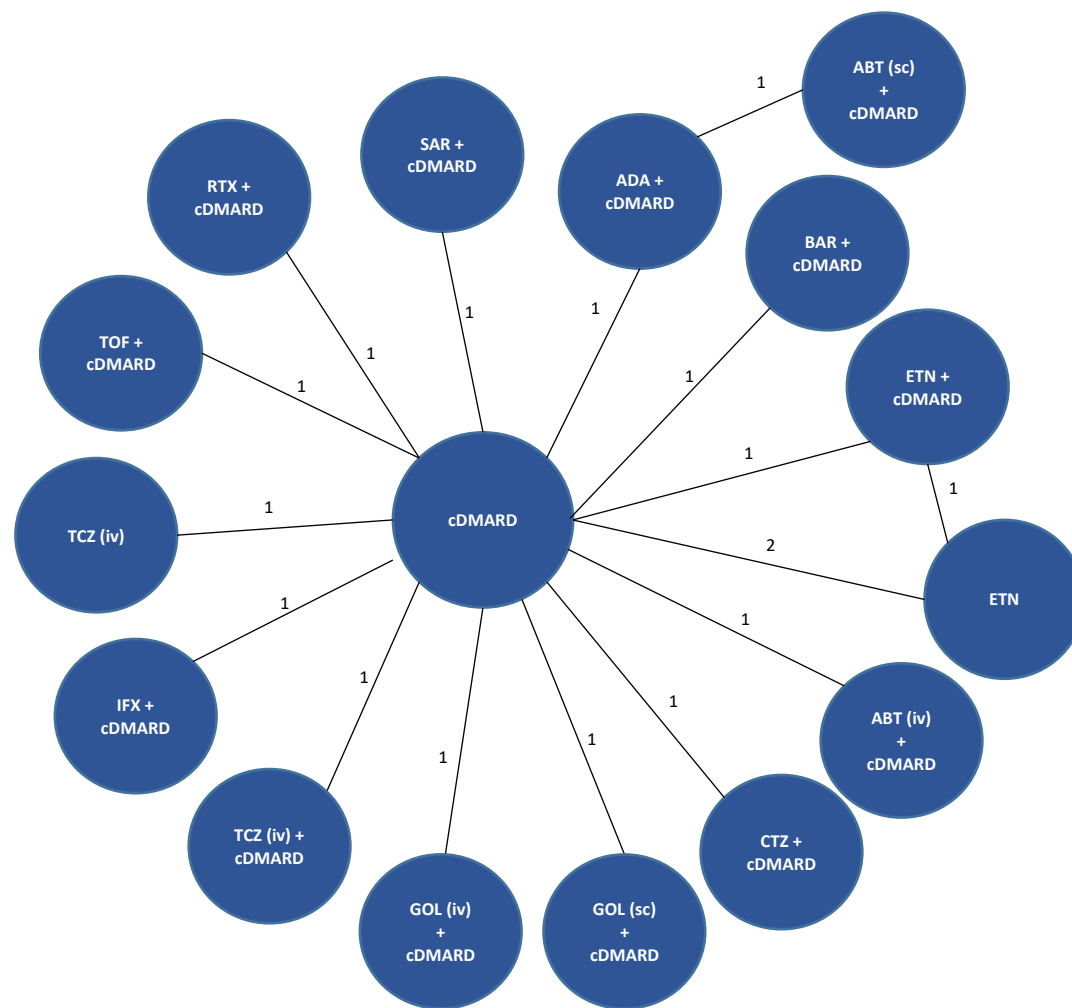 ABT (sc)
+
cDMARD
1
SAR +
cDMARD
ADA +
cDMARD
RTX +
cDMARD
BAR +
cDMARD
1
1
TOF +
cDMARD
1
1
1
ETN +
cDMARD
1
1
1
TCZ (iv)
cDMARD
2
ETN
1
1
1
1
IFX +
cDMARD
ABT (iv)
+
cDMARD
1
1
TCZ (iv) +
cDMARD
CTZ +
cDMARD
GOL (iv)
+
cDMARD
GOL (sc)
+
cDMARD